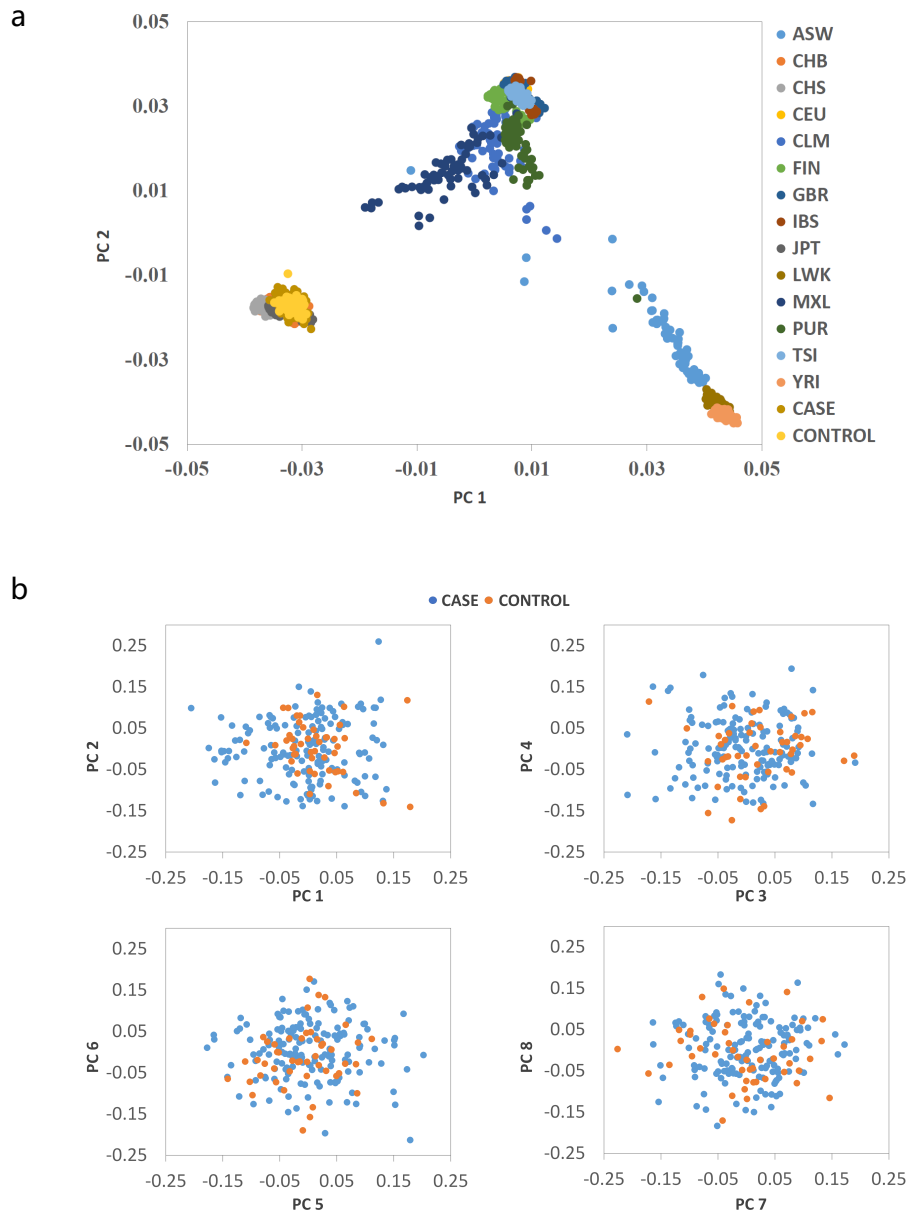 a
0.05
0.03
0.01
-0.01
-0.03
-0.05
PC 2
-0.05 -0.03 -0.01 0.01 0.03 0.05
PC 1
ASW
CHB
CHS
CEU
CLM
FIN
GBR
IBS
JPT
LWK
MXL
PUR
TSI
YRI
CASE
CONTROL
b
CASE CONTROL
0.25
0.15
0.05
-0.05
-0.15
-0.25
PC 2
-0.25 -0.15 -0.05 0.05 0.15 0.25
PC 1
0.25
0.15
0.05
-0.05
-0.15
-0.25
PC 4
-0.25 -0.15 -0.05 0.05 0.15 0.25
PC 3
0.25
0.15
0.05
-0.05
-0.15
-0.25
PC 6
-0.25 -0.15 -0.05 0.05 0.15 0.25
PC 5
0.25
0.15
0.05
-0.05
-0.15
-0.25
PC 8
-0.25 -0.15 -0.05 0.05 0.15 0.25
PC 7